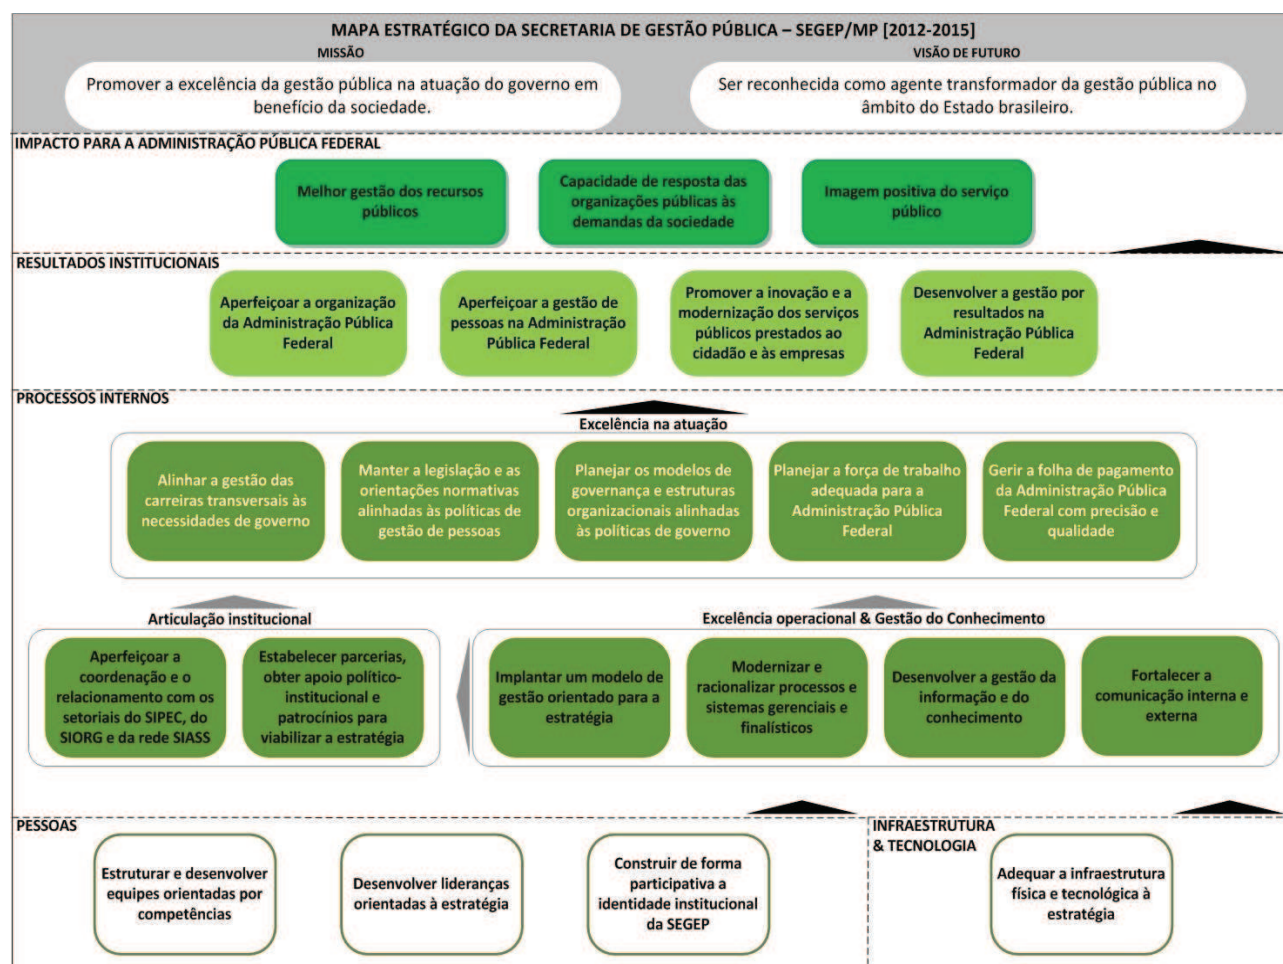 MAPA ESTRATÉGICO DA SECRETARIA DE GESTÃO PÚBLICA – SEGEP/MP [2012-2015]
MISSÃO
Promover a excelência da gestão pública na atuação do governo em
benefício da sociedade.
VISÃO DE FUTURO
Ser reconhecida como agente transformador da gestão pública no
âmbito do Estado brasileiro.
IMPACTO PARA A ADMINISTRAÇÃO PÚBLICA FEDERAL
Melhor gestão dos recursos
públicos
Capacidade de resposta das
organizações públicas às
demandas da sociedade
Imagem positiva do serviço
público
RESULTADOS INSTITUCIONAIS
Aperfeiçoar a organização
da Administração Pública
Federal
Aperfeiçoar a gestão de
pessoas na Administração
Pública Federal
Promover a inovação e a
modernização dos serviços
públicos prestados ao
cidadão e às empresas
Desenvolver a gestão por
resultados na
Administração Pública
Federal
PROCESSOS INTERNOS
Excelência na atuação
Alinhar a gestão das
carreiras transversais às
necessidades de governo
Manter a legislação e as
orientações normativas
alinhadas às políticas de
gestão de pessoas
Planejar os modelos de
governança e estruturas
organizacionais alinhadas
às políticas de governo
Planejar a força de trabalho
adequada para a
Administração Pública
Federal
Gerir a folha de pagamento
da Administração Pública
Federal com precisão e
qualidade
Articulação institucional
Aperfeiçoar a
coordenação e o
relacionamento com os
setoriais do SIPEC, do
SIORG e da rede SIASS
Estabelecer parcerias,
obter apoio político-
institucional e
patrocínios para
viabilizar a estratégia
Excelência operacional & Gestão do Conhecimento
Implantar um modelo de
gestão orientado para a
estratégia
Modernizar e
racionalizar processos e
sistemas gerenciais e
finalísticos
Desenvolver a gestão da
informação e do
conhecimento
Fortalecer a
comunicação interna e
externa
PESSOAS
Estruturar e desenvolver
equipes orientadas por
competências
Desenvolver lideranças
orientadas à estratégia
Construir de forma
participativa a
identidade institucional
da SEGEP
INFRAESTRUTURA
& TECNOLOGIA
Adequar a infraestrutura
física e tecnológica à
estratégia